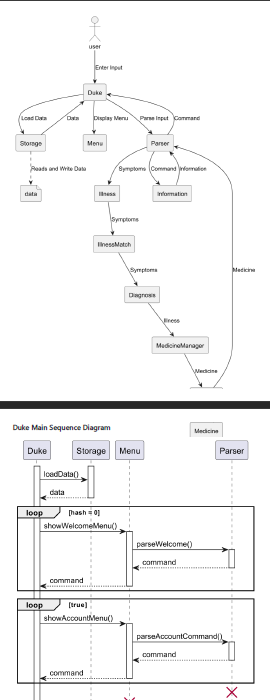 user
Enter Input
Duke
Load Data
Data
Display Menu
Parse Input
Command
Storage
Menu
Parser
Reads and Write Data
Symptoms
Command
Information
data
Illness
Information
Symptoms
IllnessMatch
Symptoms
Medicine
Diagnosis
Illness
MedicineManager
Medicine
Duke Main Sequence Diagram
Medicine
Duke
Storage
Menu
Parser
loadData()
data
loop
[hash = 0]
showWelcomeMenu()
parseWelcome()
command
command
loop
[true]
showAccountMenu()
parseAccountCommand()
command
command